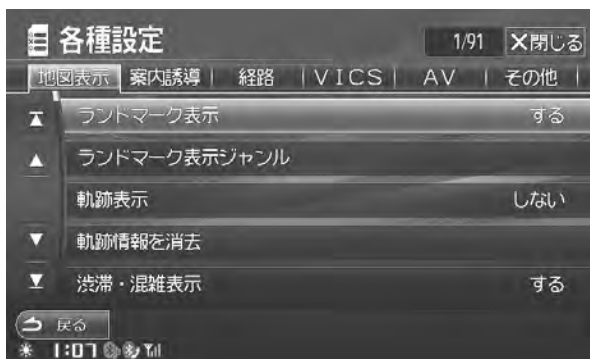 各種設定 1/91 ×閉じる
地図表示 案内誘導 経路 VICS AV その他
ランドマーク表示 する
ランドマーク表示ジャンル
軌跡表示 しない
軌跡情報を消去
渋滞・混雑表示 する
戻る
1:07